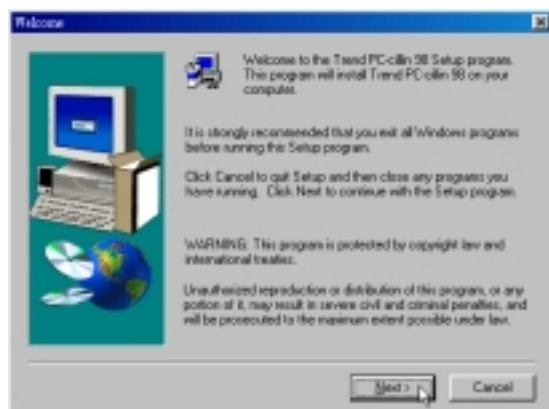 Welcome
Welcome to the Trend PC-cillin 98 Setup program.
This program will install Trend PC-cillin 98 on your
computer.
It is strongly recommended that you exit all Windows programs
before running this Setup program.
Click Cancel to quit Setup and then close any programs you
have running. Click Next to continue with the Setup program.
WARNING: This program is protected by copyright law and
international treaties.
Unauthorized reproduction or distribution of this program, or any
portion of it, may result in severe civil and criminal penalties, and
will be prosecuted to the maximum extent possible under law.
Next >
Cancel